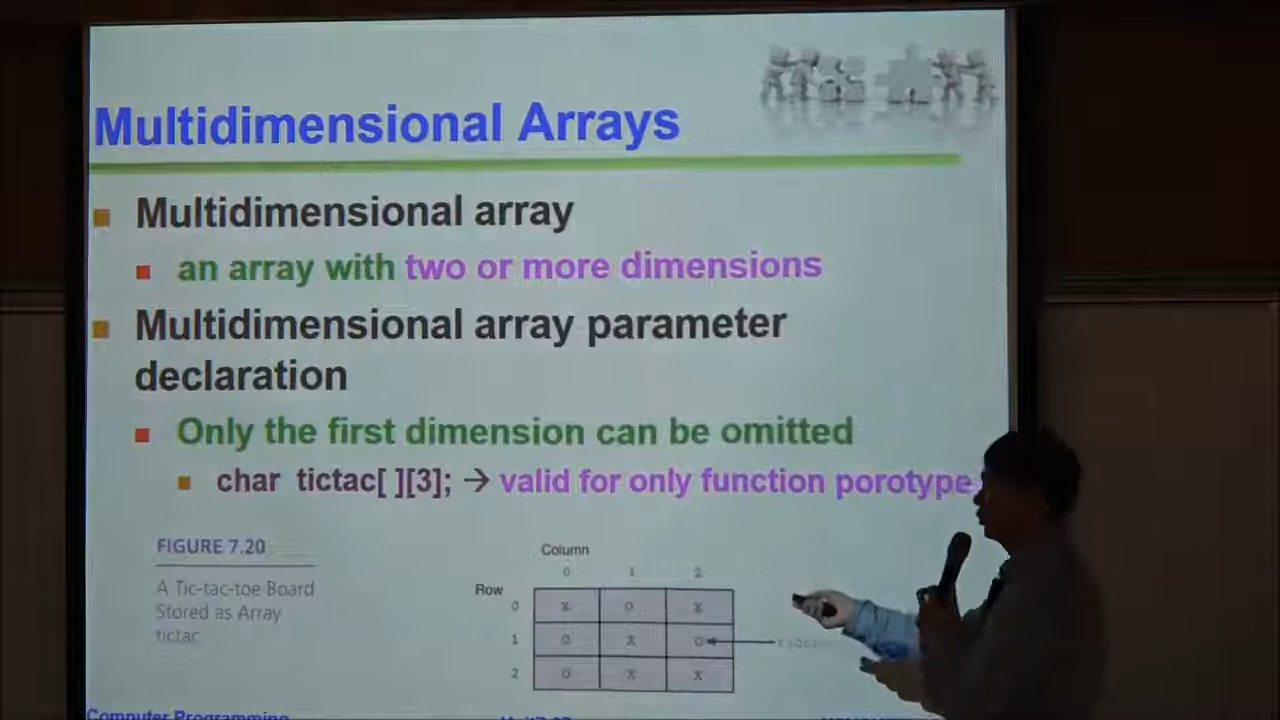 Multidimensional Arrays
Multidimensional array
an array with two or more dimensions
Multidimensional array parameter
declaration
Only the first dimension can be omitted
char tictac[ ][3]; → valid for only function porotype
FIGURE 7.20
A Tic-tac-toe Board
Stored as Array
tictac
Column
0 1 2
Row
0 X O X
1 O X O
2 O X X
Computer Programming